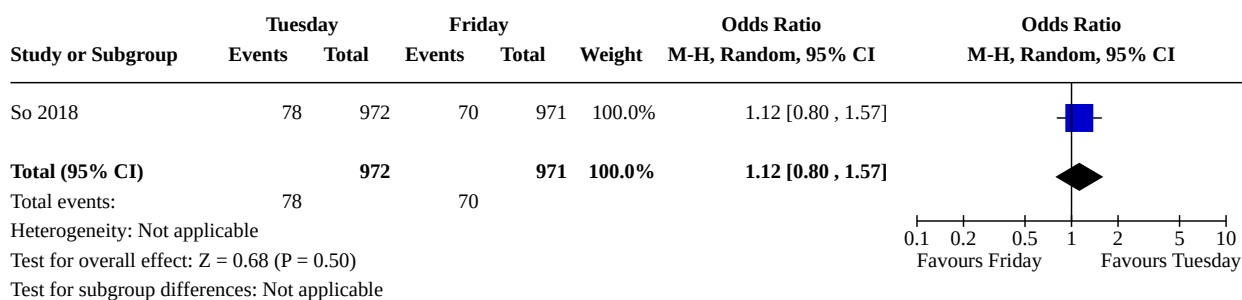 Tuesday Friday Odds Ratio Odds Ratio
Study or Subgroup Events Total Events Total Weight M-H, Random, 95% CI M-H, Random, 95% CI
So 2018 78 972 70 971 100.0% 1.12 [0.80 , 1.57]
Total (95% CI) 972 971 100.0% 1.12 [0.80 , 1.57]
Total events: 78 70
Heterogeneity: Not applicable
0.1 0.2 0.5 1 2 5 10
Test for overall effect: Z = 0.68 (P = 0.50) Favours Friday Favours Tuesday
Test for subgroup differences: Not applicable